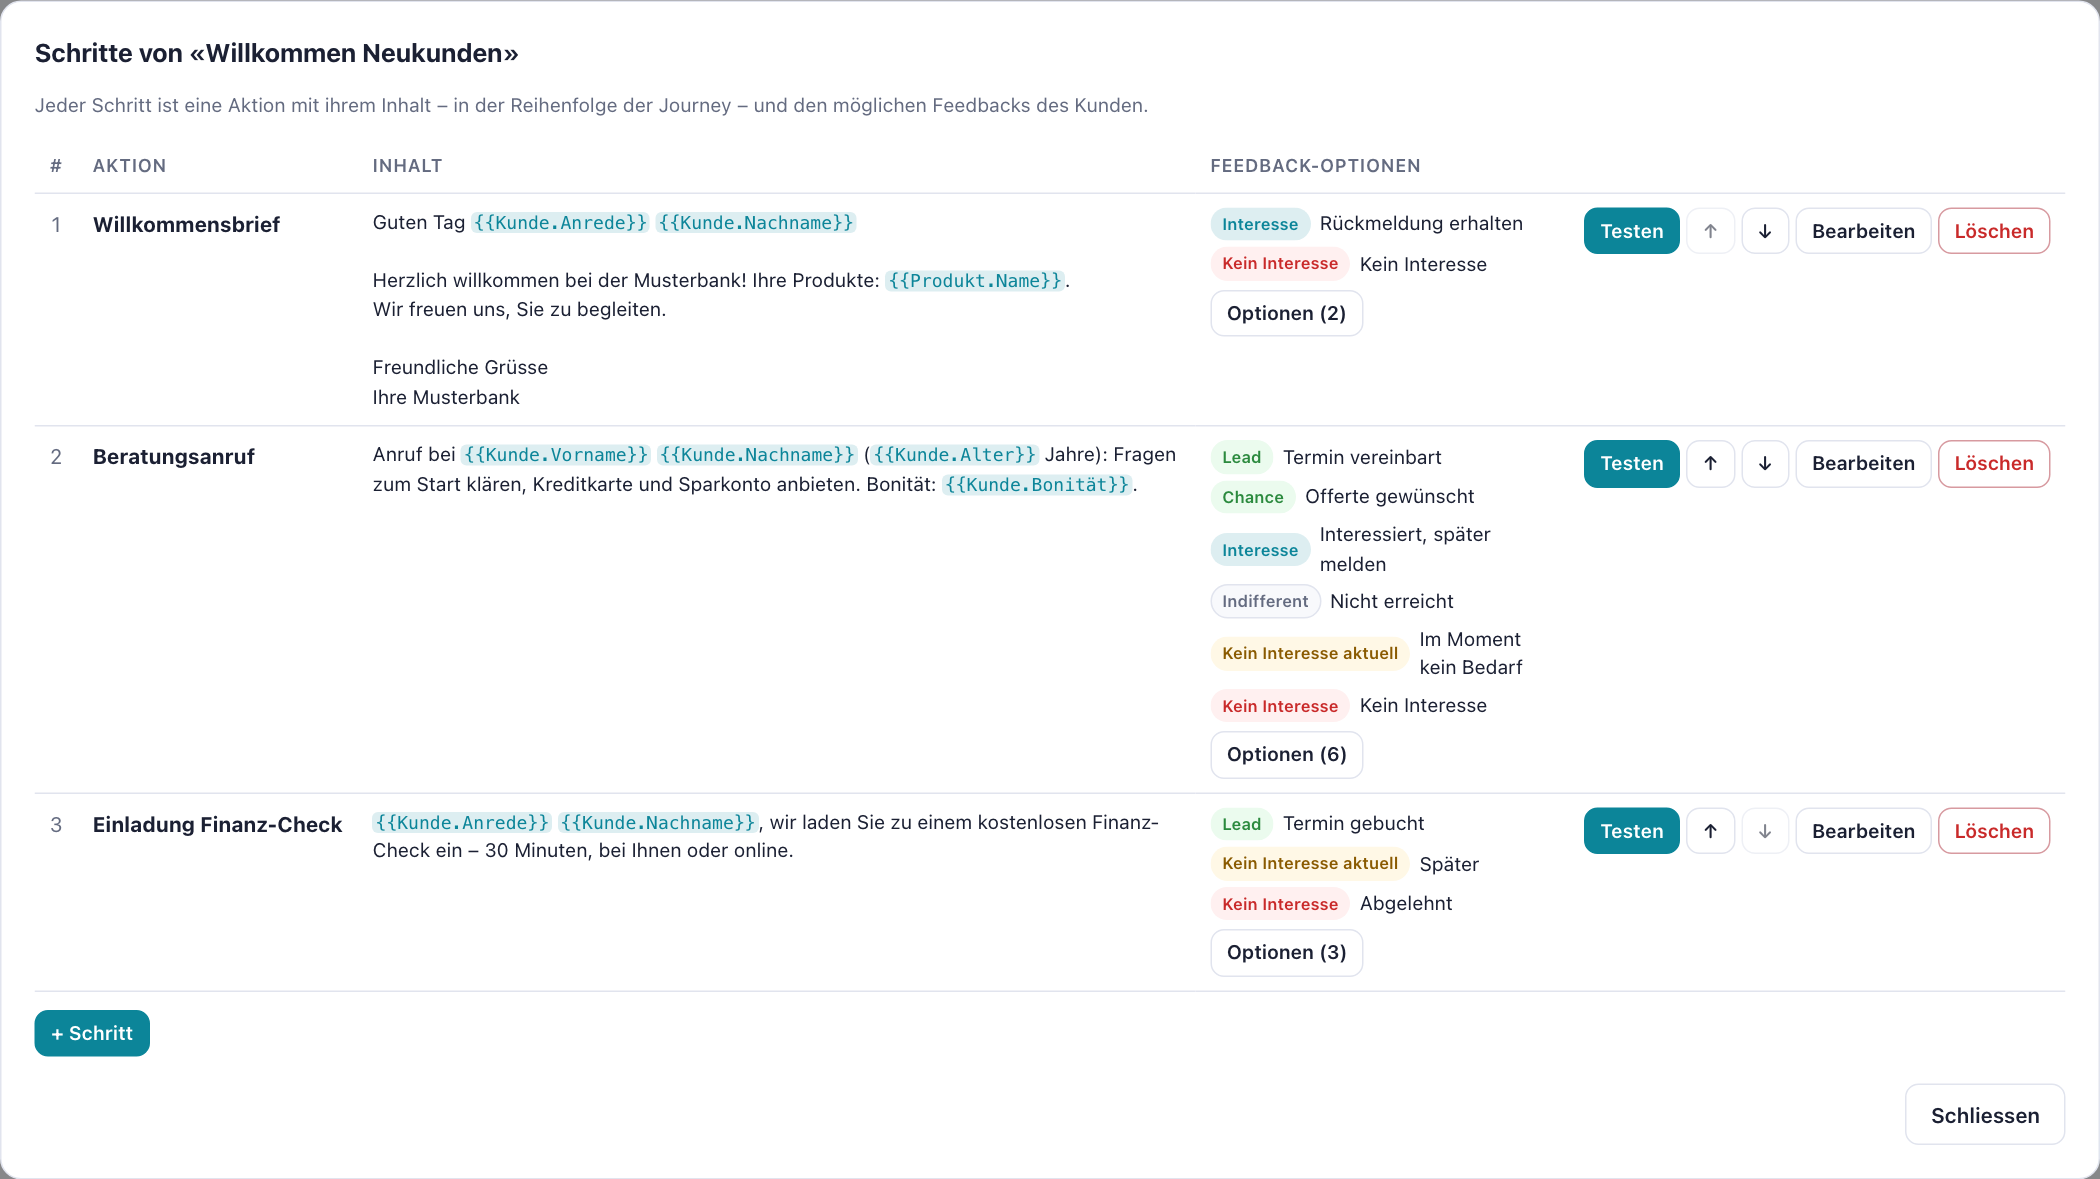 Schritte von «Willkommen Neukunden»
Jeder Schritt ist eine Aktion mit ihrem Inhalt – in der Reihenfolge der Journey – und den möglichen Feedbacks des Kunden.
# AKTION INHALT FEEDBACK-OPTIONEN
1 Willkommensbrief
Guten Tag {{Kunde.Anrede}} {{Kunde.Nachname}}
Herzlich willkommen bei der Musterbank! Ihre Produkte: {{Produkt.Name}}.
Wir freuen uns, Sie zu begleiten.
Freundliche Grüsse
Ihre Musterbank
Interesse Rückmeldung erhalten
Kein Interesse Kein Interesse
Optionen (2)
Testen ↑ ↓ Bearbeiten Löschen
2 Beratungsanruf
Anruf bei {{Kunde.Vorname}} {{Kunde.Nachname}} ({{Kunde.Alter}} Jahre): Fragen
zum Start klären, Kreditkarte und Sparkonto anbieten. Bonität: {{Kunde.Bonität}}.
Lead Termin vereinbart
Chance Offerte gewünscht
Interesse Interessiert, später
melden
Indifferent Nicht erreicht
Kein Interesse aktuell Im Moment
kein Bedarf
Kein Interesse Kein Interesse
Optionen (6)
Testen ↑ ↓ Bearbeiten Löschen
3 Einladung Finanz-Check
{{Kunde.Anrede}} {{Kunde.Nachname}}, wir laden Sie zu einem kostenlosen Finanz-
Check ein – 30 Minuten, bei Ihnen oder online.
Lead Termin gebucht
Kein Interesse aktuell Später
Kein Interesse Abgelehnt
Optionen (3)
Testen ↑ ↓ Bearbeiten Löschen
+ Schritt
Schliessen